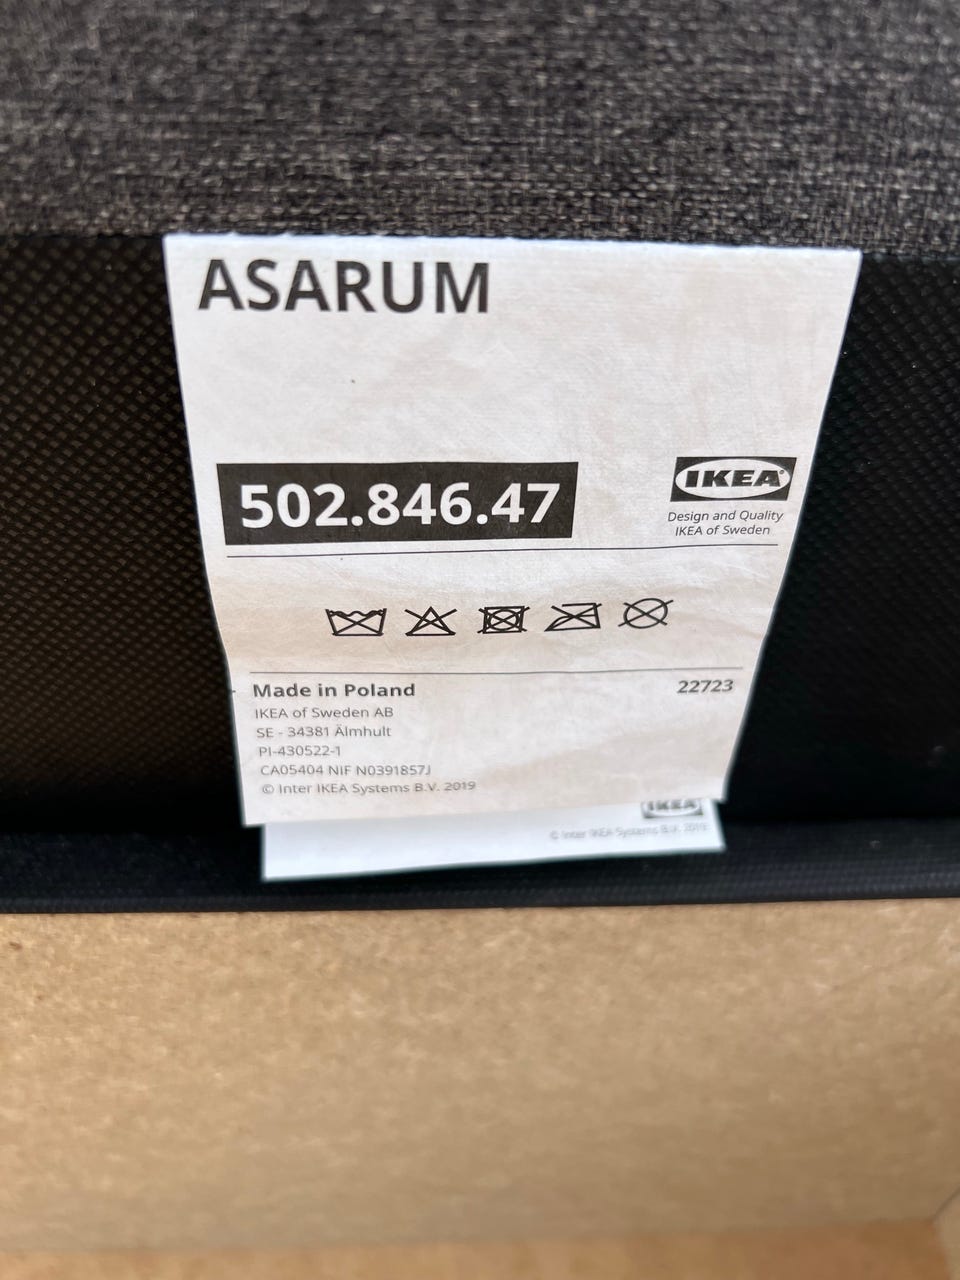 ASARUM
502.846.47
IKEA
Design and Quality
IKEA of Sweden
Made in Poland
22723
IKEA of Sweden AB
SE - 34381 Älmhult
PI-430522-1
CA05404 NIF N0391857J
© Inter IKEA Systems B.V. 2019
IKEA
© Inter IKEA Systems B.V. 2019